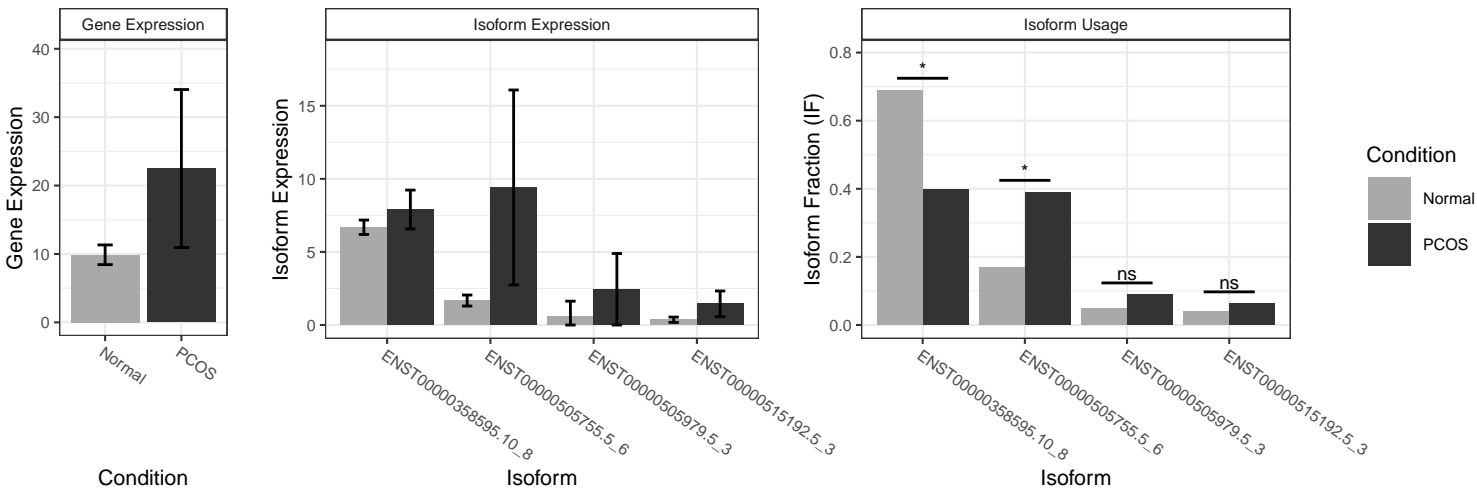 Gene Expression
Isoform Expression
Isoform Usage
Gene Expression
40
30
20
10
0
Normal
PCOS
Condition
Isoform Expression
15
10
5
0
ENST00000358595.10_8
ENST00000505755.5_6
ENST00000505979.5_3
ENST00000515192.5_3
Isoform
Isoform Fraction (IF)
0.8
0.6
0.4
0.2
0.0
*
*
ns
ns
ENST00000358595.10_8
ENST00000505755.5_6
ENST00000505979.5_3
ENST00000515192.5_3
Isoform
Condition
Normal
PCOS